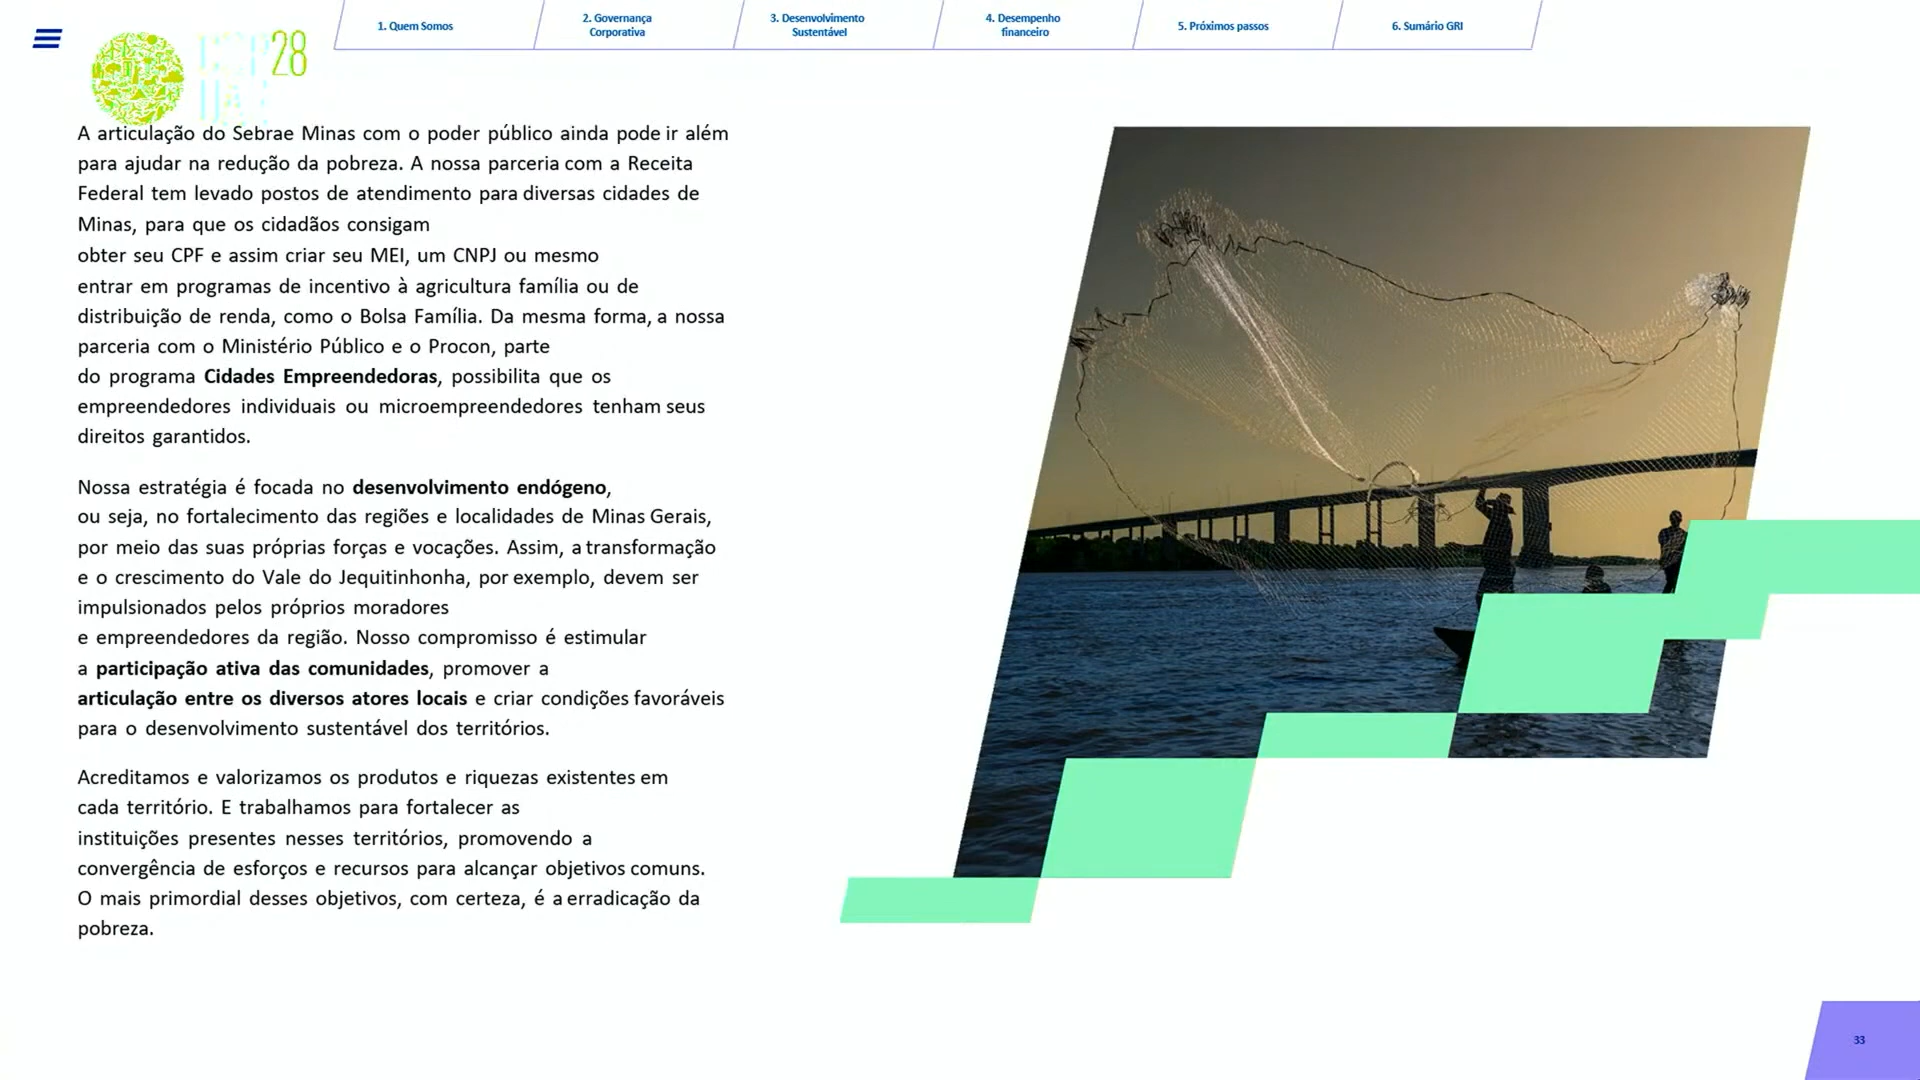 1. Quem Somos
2. Governança
Corporativa
3. Desenvolvimento
Sustentável
4. Desempenho
financeiro
5. Próximos passos
6. Sumário GRI
28
A articulação do Sebrae Minas com o poder público ainda pode ir além
para ajudar na redução da pobreza. A nossa parceria com a Receita
Federal tem levado postos de atendimento para diversas cidades de
Minas, para que os cidadãos consigam
obter seu CPF e assim criar seu MEI, um CNPJ ou mesmo
entrar em programas de incentivo à agricultura família ou de
distribuição de renda, como o Bolsa Família. Da mesma forma, a nossa
parceria com o Ministério Público e o Procon, parte
do programa Cidades Empreendedoras, possibilita que os
empreendedores individuais ou microempreendedores tenham seus
direitos garantidos.
Nossa estratégia é focada no desenvolvimento endógeno,
ou seja, no fortalecimento das regiões e localidades de Minas Gerais,
por meio das suas próprias forças e vocações. Assim, a transformação
e o crescimento do Vale do Jequitinhonha, por exemplo, devem ser
impulsionados pelos próprios moradores
e empreendedores da região. Nosso compromisso é estimular
a participação ativa das comunidades, promover a
articulação entre os diversos atores locais e criar condições favoráveis
para o desenvolvimento sustentável dos territórios.
Acreditamos e valorizamos os produtos e riquezas existentes em
cada território. E trabalhamos para fortalecer as
instituições presentes nesses territórios, promovendo a
convergência de esforços e recursos para alcançar objetivos comuns.
O mais primordial desses objetivos, com certeza, é a erradicação da
pobreza.
33